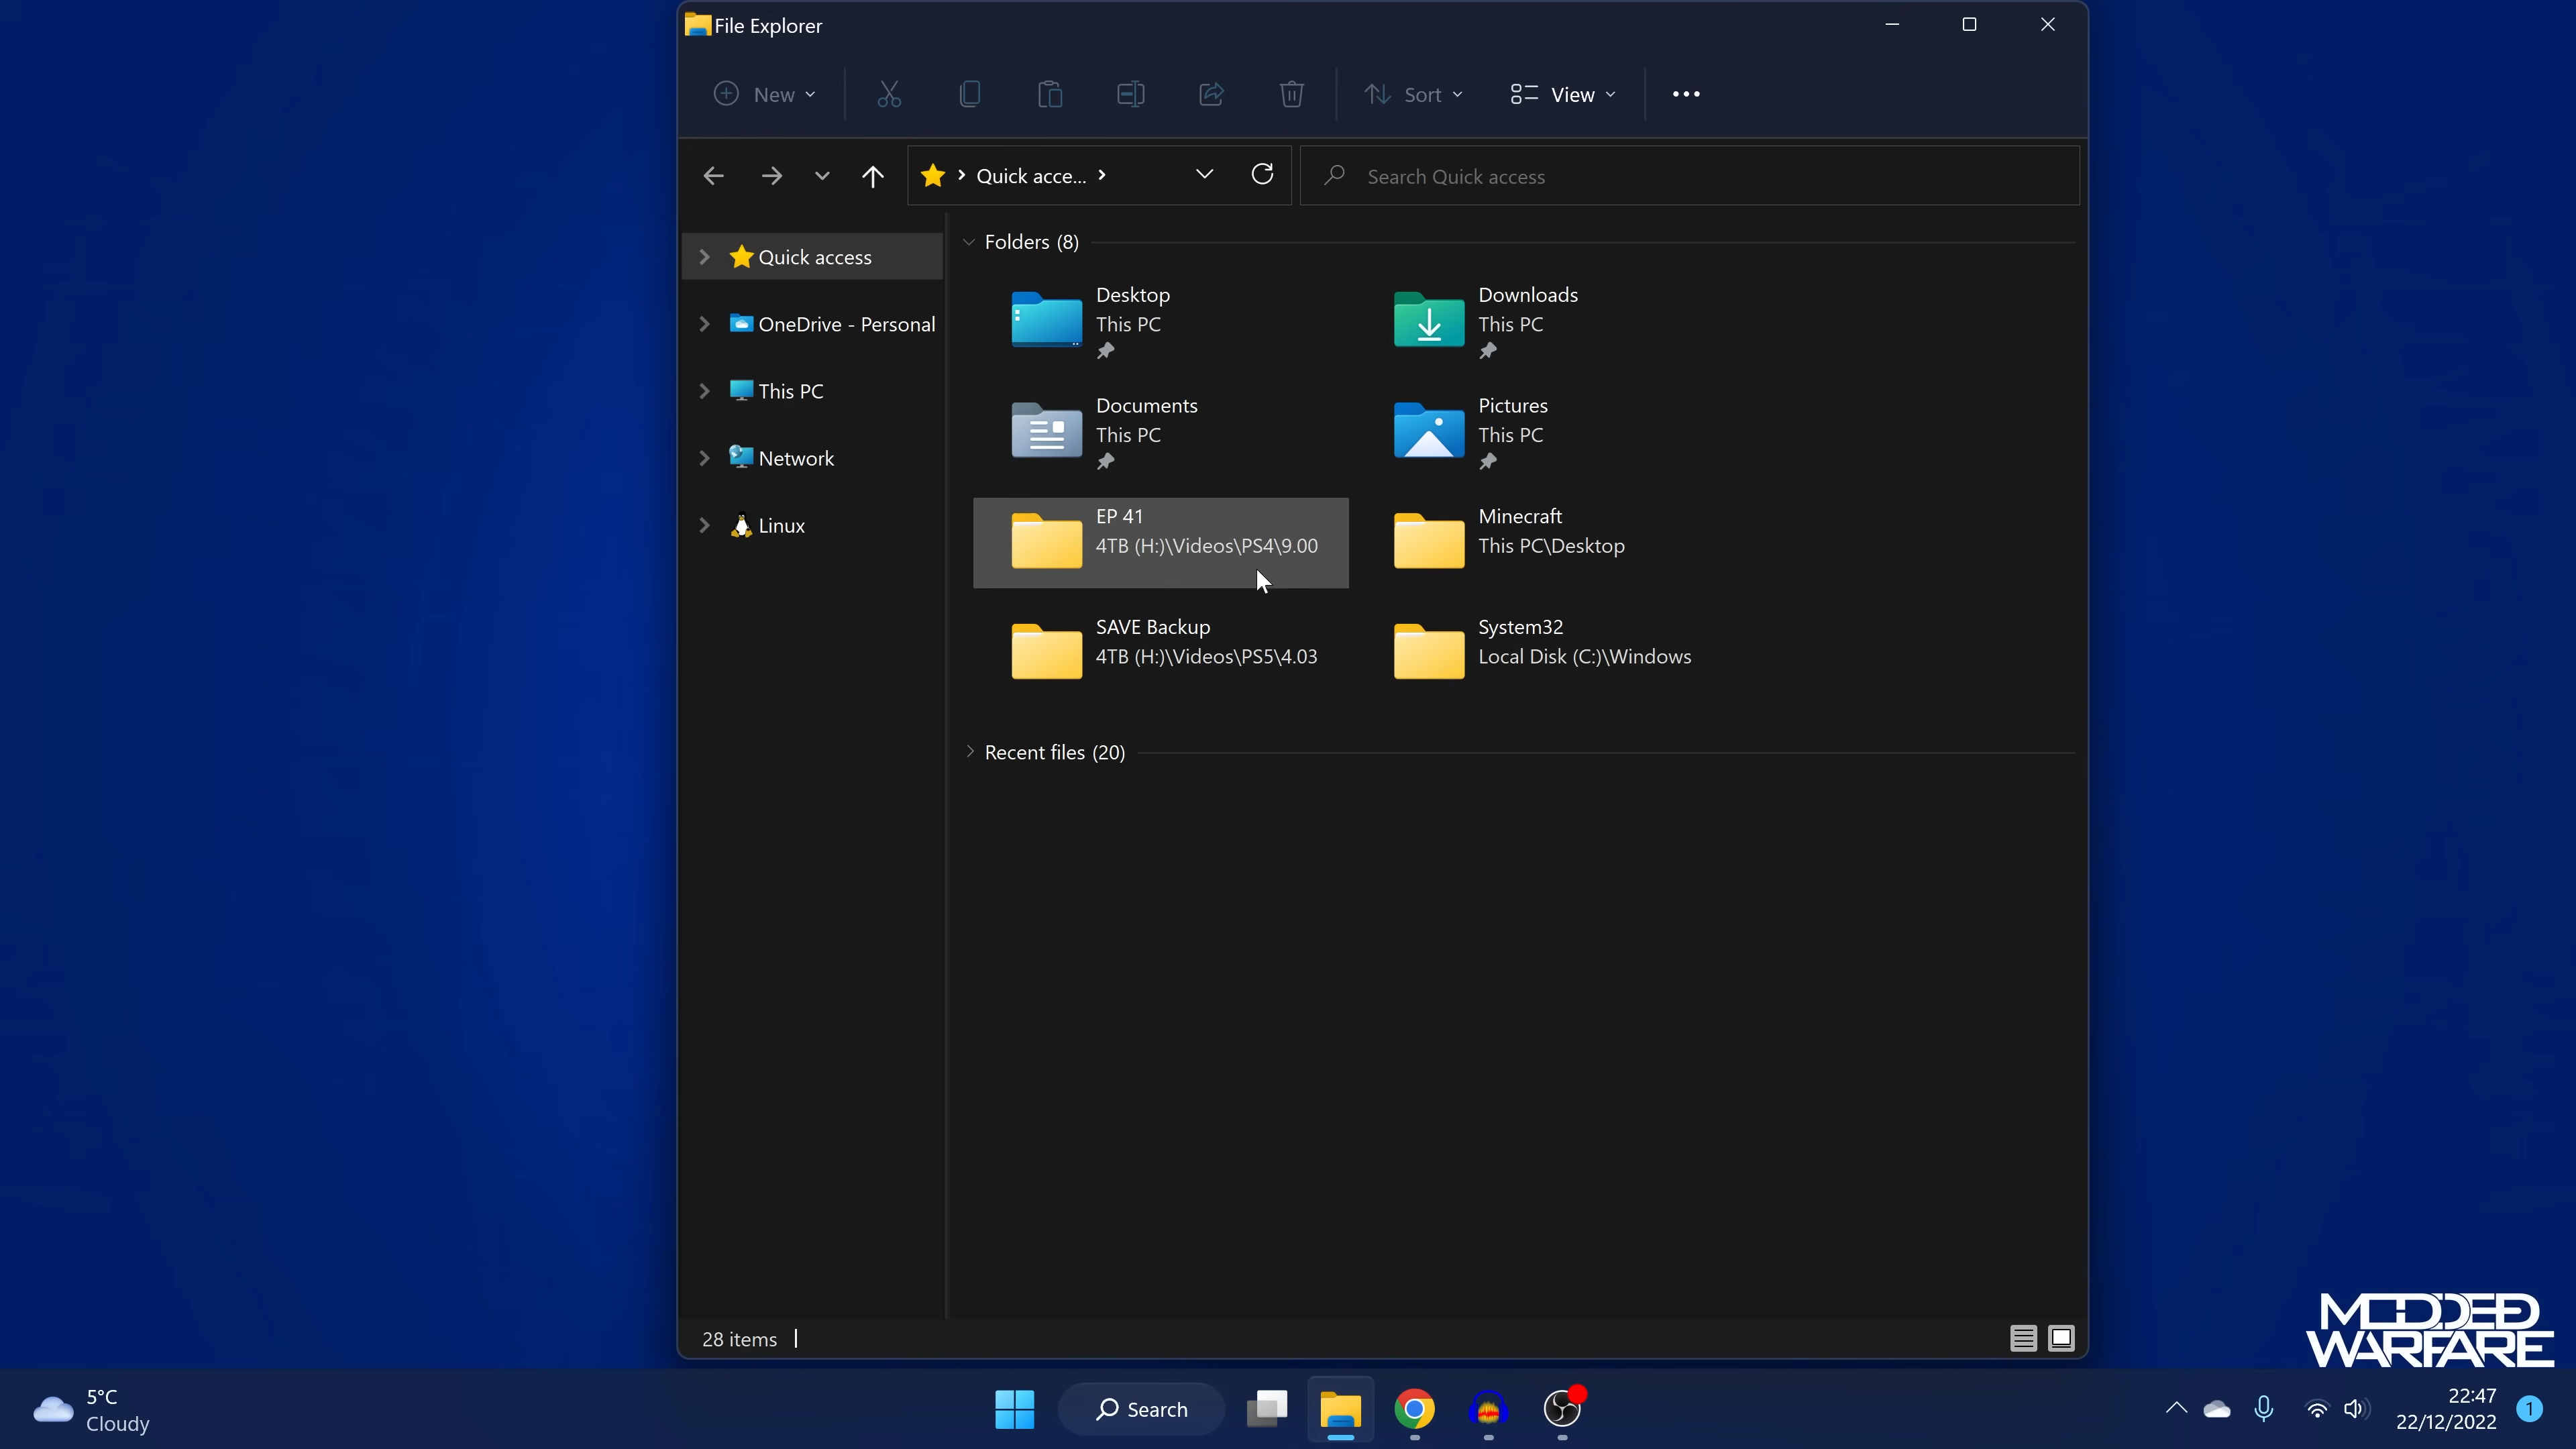 File Explorer
New
Sort
View
Quick acce...
Search Quick access
Quick access
OneDrive - Personal
This PC
Network
Linux
Folders (8)
Desktop
This PC
Downloads
This PC
Documents
This PC
Pictures
This PC
EP 41
4TB (H:)\Videos\PS4\9.00
Minecraft
This PC\Desktop
SAVE Backup
4TB (H:)\Videos\PS5\4.03
System32
Local Disk (C:)\Windows
Recent files (20)
28 items
MODDED
WARFARE
5°C
Cloudy
Search
22:47
22/12/2022
1